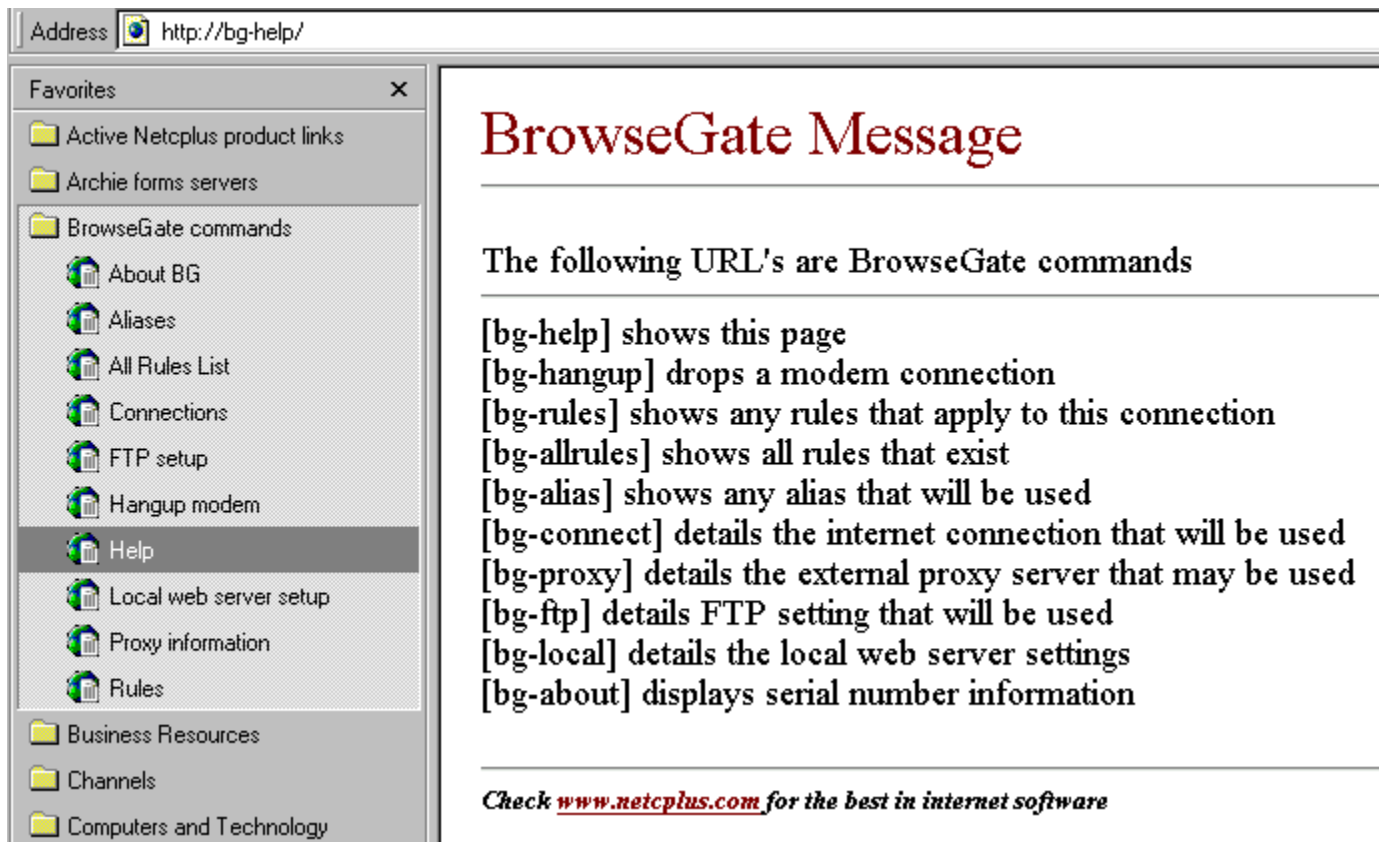 Address http://bg-help/
Favorites ×
Active Netcplus product links
Archie forms servers
BrowseGate commands
About BG
Aliases
All Rules List
Connections
FTP setup
Hangup modem
Help
Local web server setup
Proxy information
Rules
Business Resources
Channels
Computers and Technology
BrowseGate Message
The following URL's are BrowseGate commands
[bg-help] shows this page
[bg-hangup] drops a modem connection
[bg-rules] shows any rules that apply to this connection
[bg-allrules] shows all rules that exist
[bg-alias] shows any alias that will be used
[bg-connect] details the internet connection that will be used
[bg-proxy] details the external proxy server that may be used
[bg-ftp] details FTP setting that will be used
[bg-local] details the local web server settings
[bg-about] displays serial number information
Check www.netcplus.com for the best in internet software